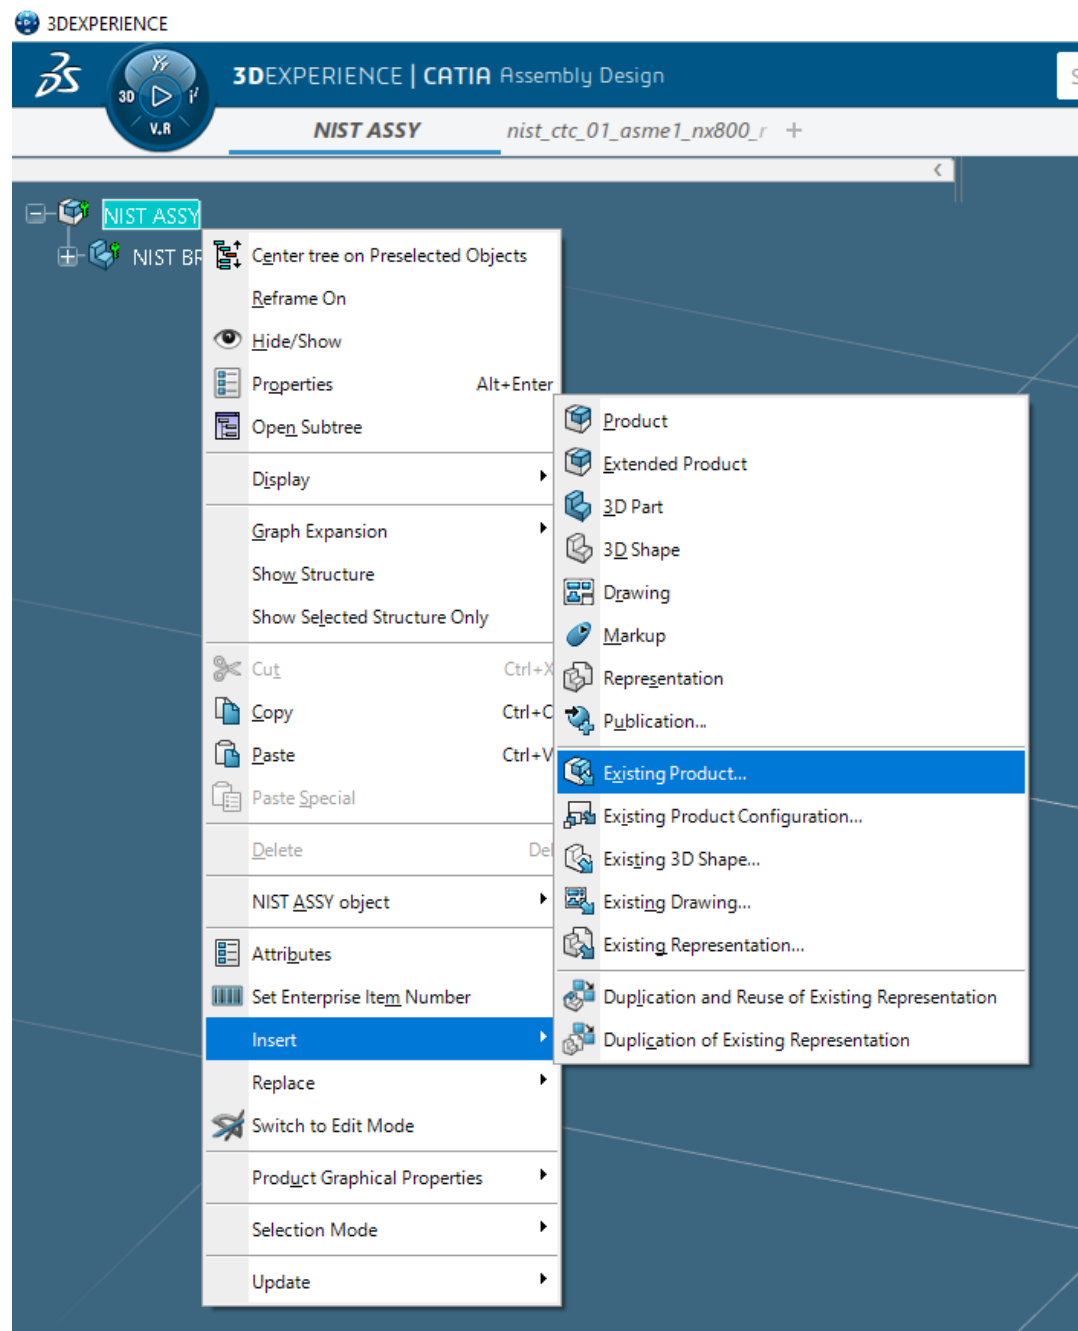 3DEXPERIENCE
3DEXPERIENCE | CATIA Assembly Design
3D
V.R
NIST ASSY
nist_ctc_01_asme1_nx800_r +
NIST ASSY
NIST BR
Center tree on Preselected Objects
Reframe On
Hide/Show
Properties Alt+Enter
Open Subtree
Display
Graph Expansion
Show Structure
Show Selected Structure Only
Cut Ctrl+X
Copy Ctrl+C
Paste Ctrl+V
Paste Special
Delete Del
NIST ASSY object
Attributes
Set Enterprise Item Number
Insert
Replace
Switch to Edit Mode
Product Graphical Properties
Selection Mode
Update
Product
Extended Product
3D Part
3D Shape
Drawing
Markup
Representation
Publication...
Existing Product...
Existing Product Configuration...
Existing 3D Shape...
Existing Drawing...
Existing Representation...
Duplication and Reuse of Existing Representation
Duplication of Existing Representation